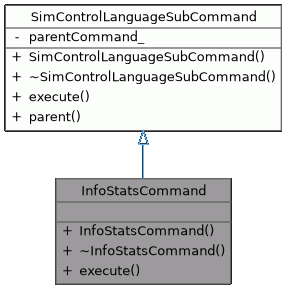 SimControlLanguageSubCommand
- parentCommand_
+ SimControlLanguageSubCommand()
+ ~SimControlLanguageSubCommand()
+ execute()
+ parent()
InfoStatsCommand
+ InfoStatsCommand()
+ ~InfoStatsCommand()
+ execute()